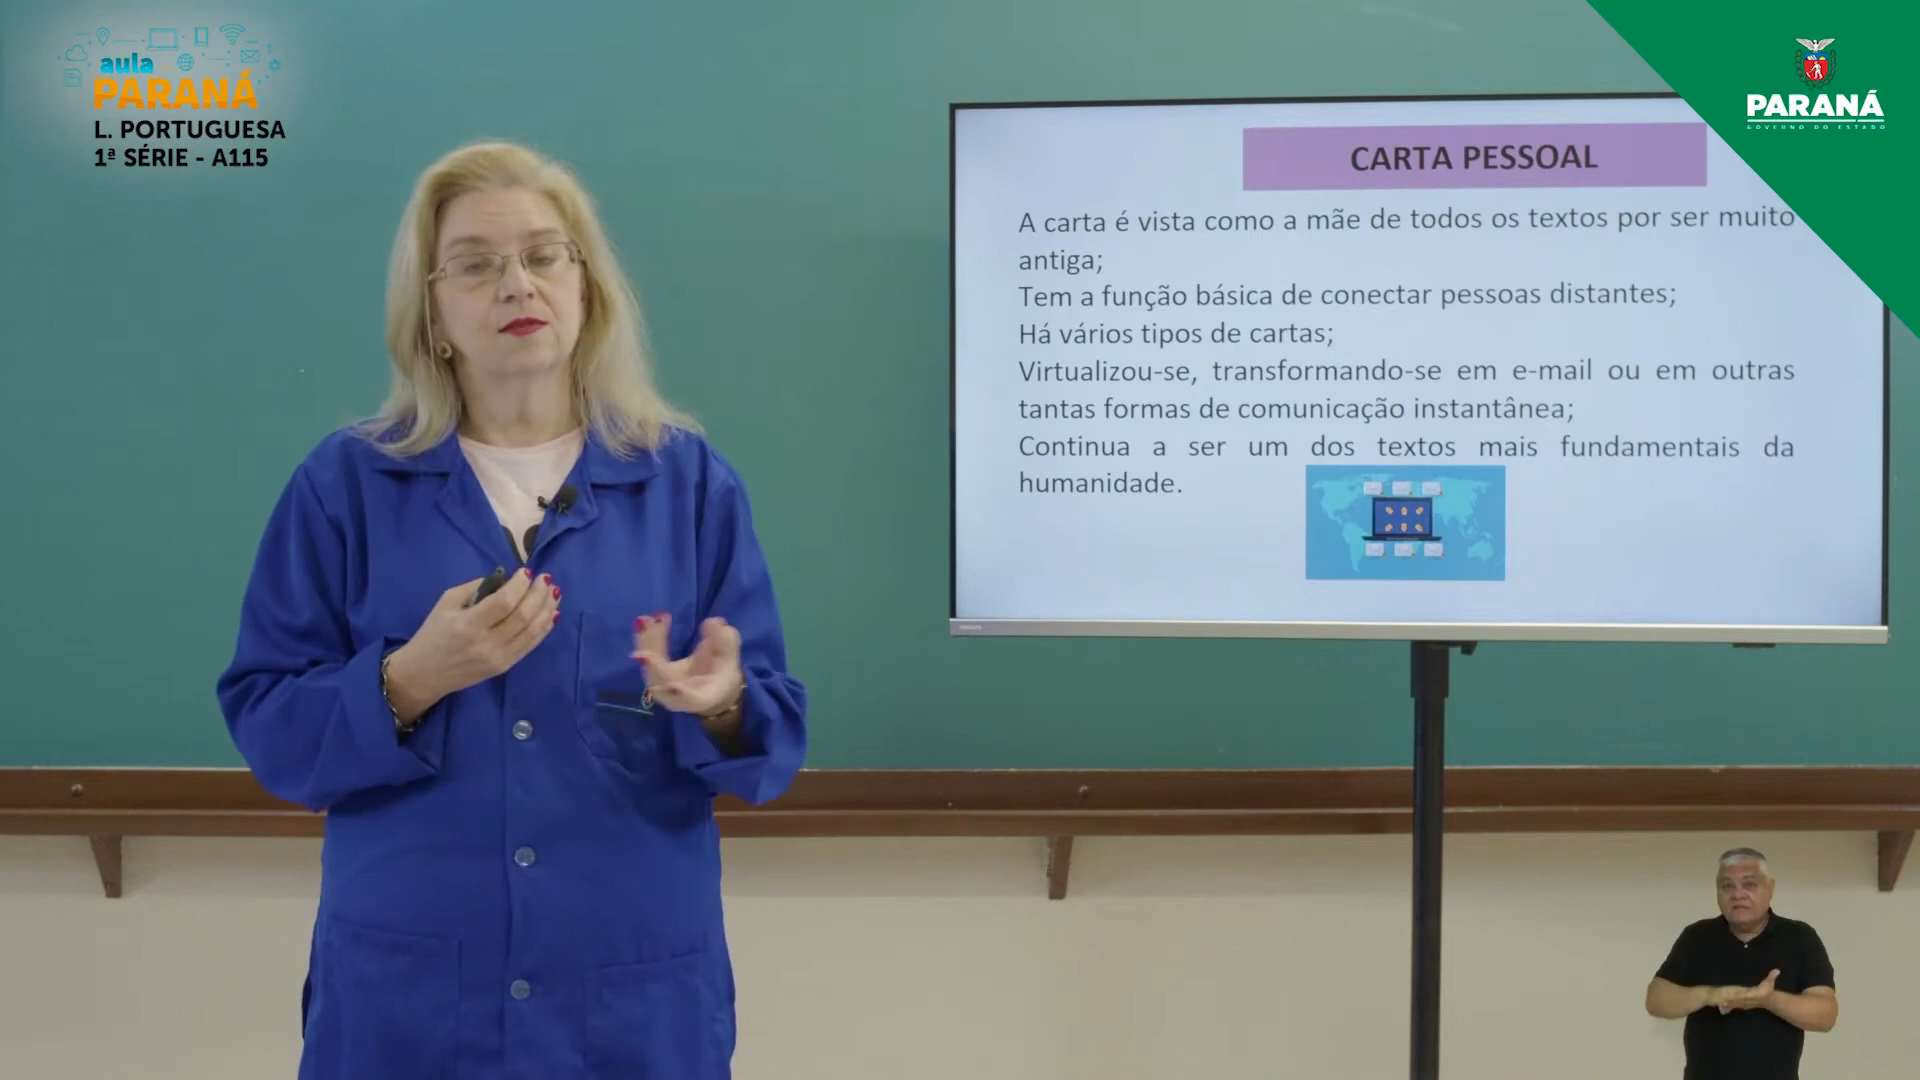 aula
PARANÁ
L. PORTUGUESA
1ª SÉRIE - A115
PARANÁ
GOVERNO DO ESTADO
CARTA PESSOAL
A carta é vista como a mãe de todos os textos por ser muito
antiga;
Tem a função básica de conectar pessoas distantes;
Há vários tipos de cartas;
Virtualizou-se, transformando-se em e-mail ou em outras
tantas formas de comunicação instantânea;
Continua a ser um dos textos mais fundamentais da
humanidade.